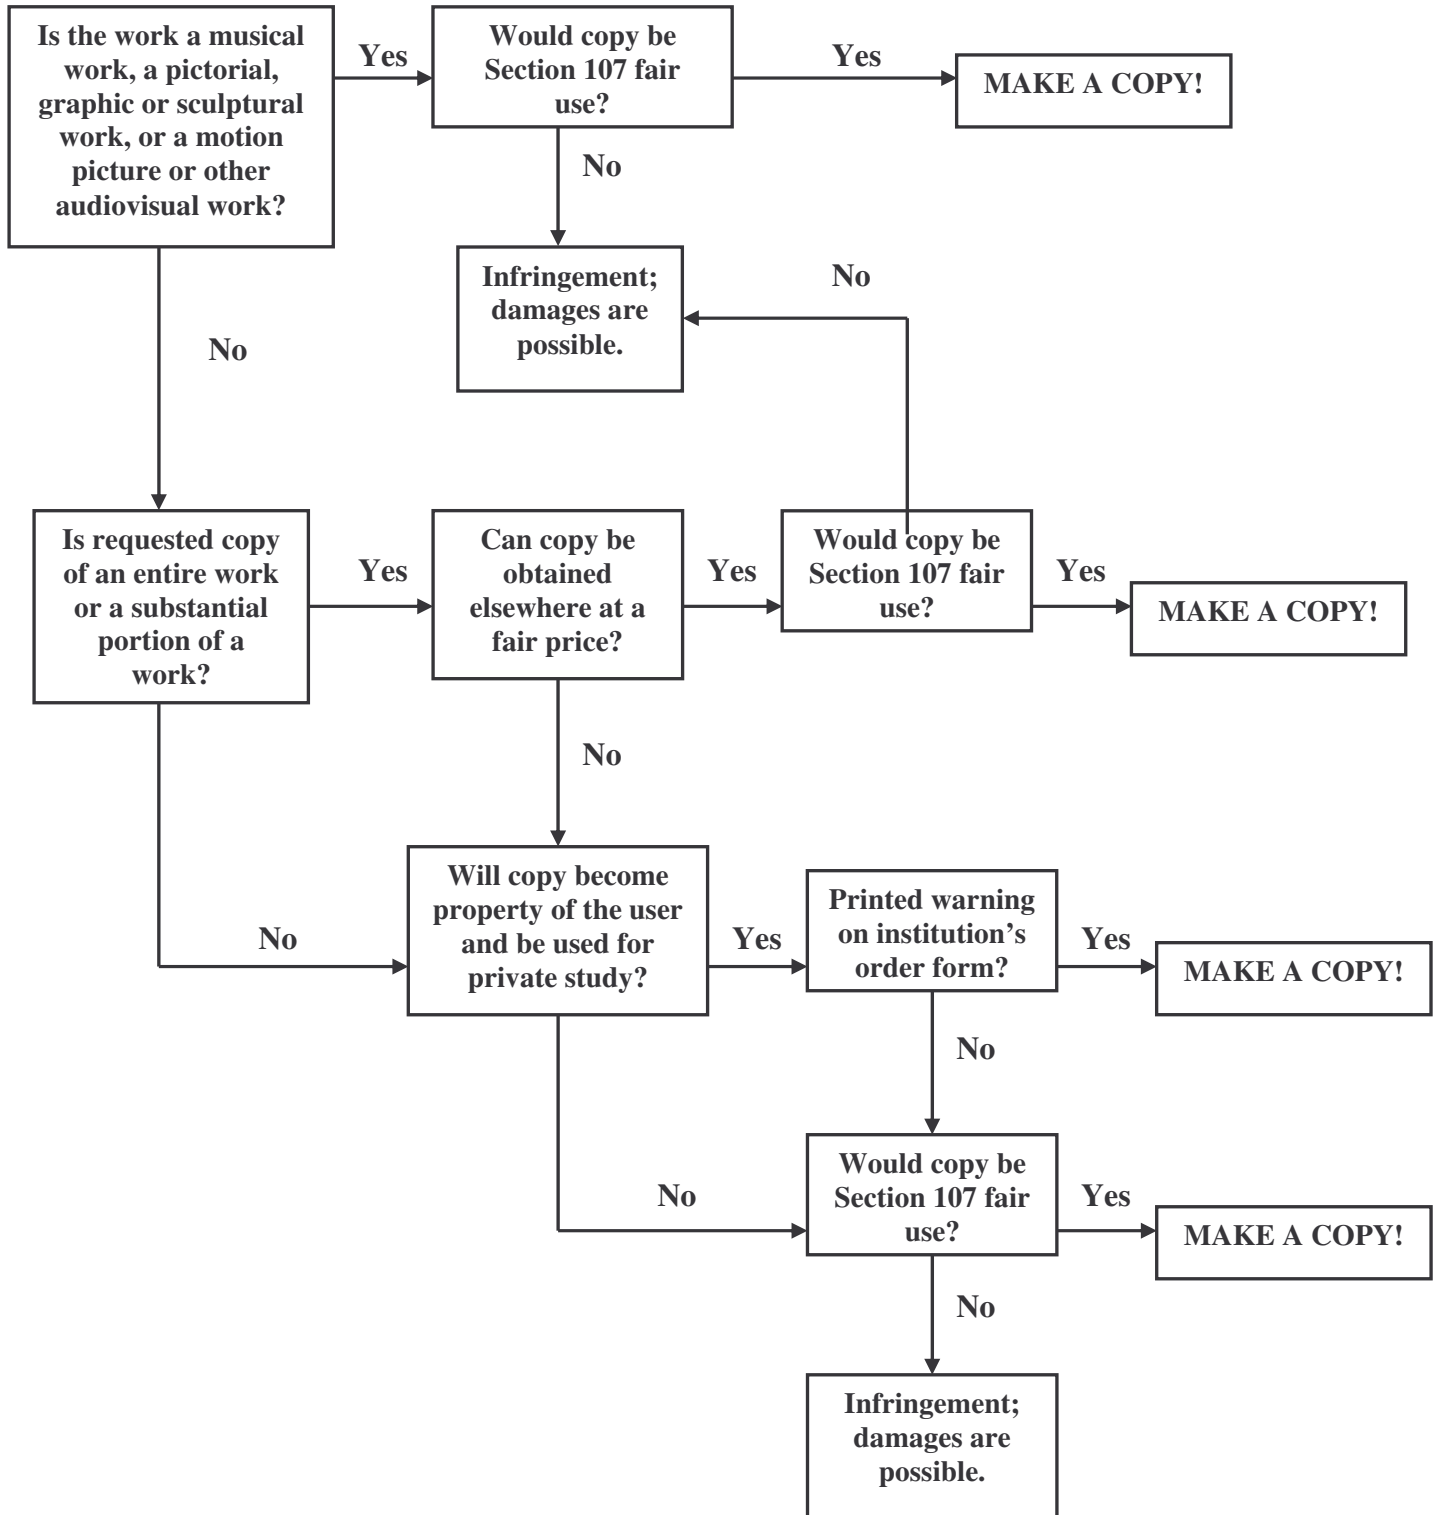 Is the work a musical
work, a pictorial,
graphic or sculptural
work, or a motion
picture or other
audiovisual work?
Yes
Would copy be
Section 107 fair
use?
Yes
MAKE A COPY!
No
Infringement;
damages are
possible.
No
No
Is requested copy
of an entire work
or a substantial
portion of a
work?
Yes
Can copy be
obtained
elsewhere at a
fair price?
Yes
Would copy be
Section 107 fair
use?
Yes
MAKE A COPY!
No
No
Will copy become
property of the user
and be used for
private study?
Yes
Printed warning
on institution’s
order form?
Yes
MAKE A COPY!
No
No
Would copy be
Section 107 fair
use?
Yes
MAKE A COPY!
No
Infringement;
damages are
possible.